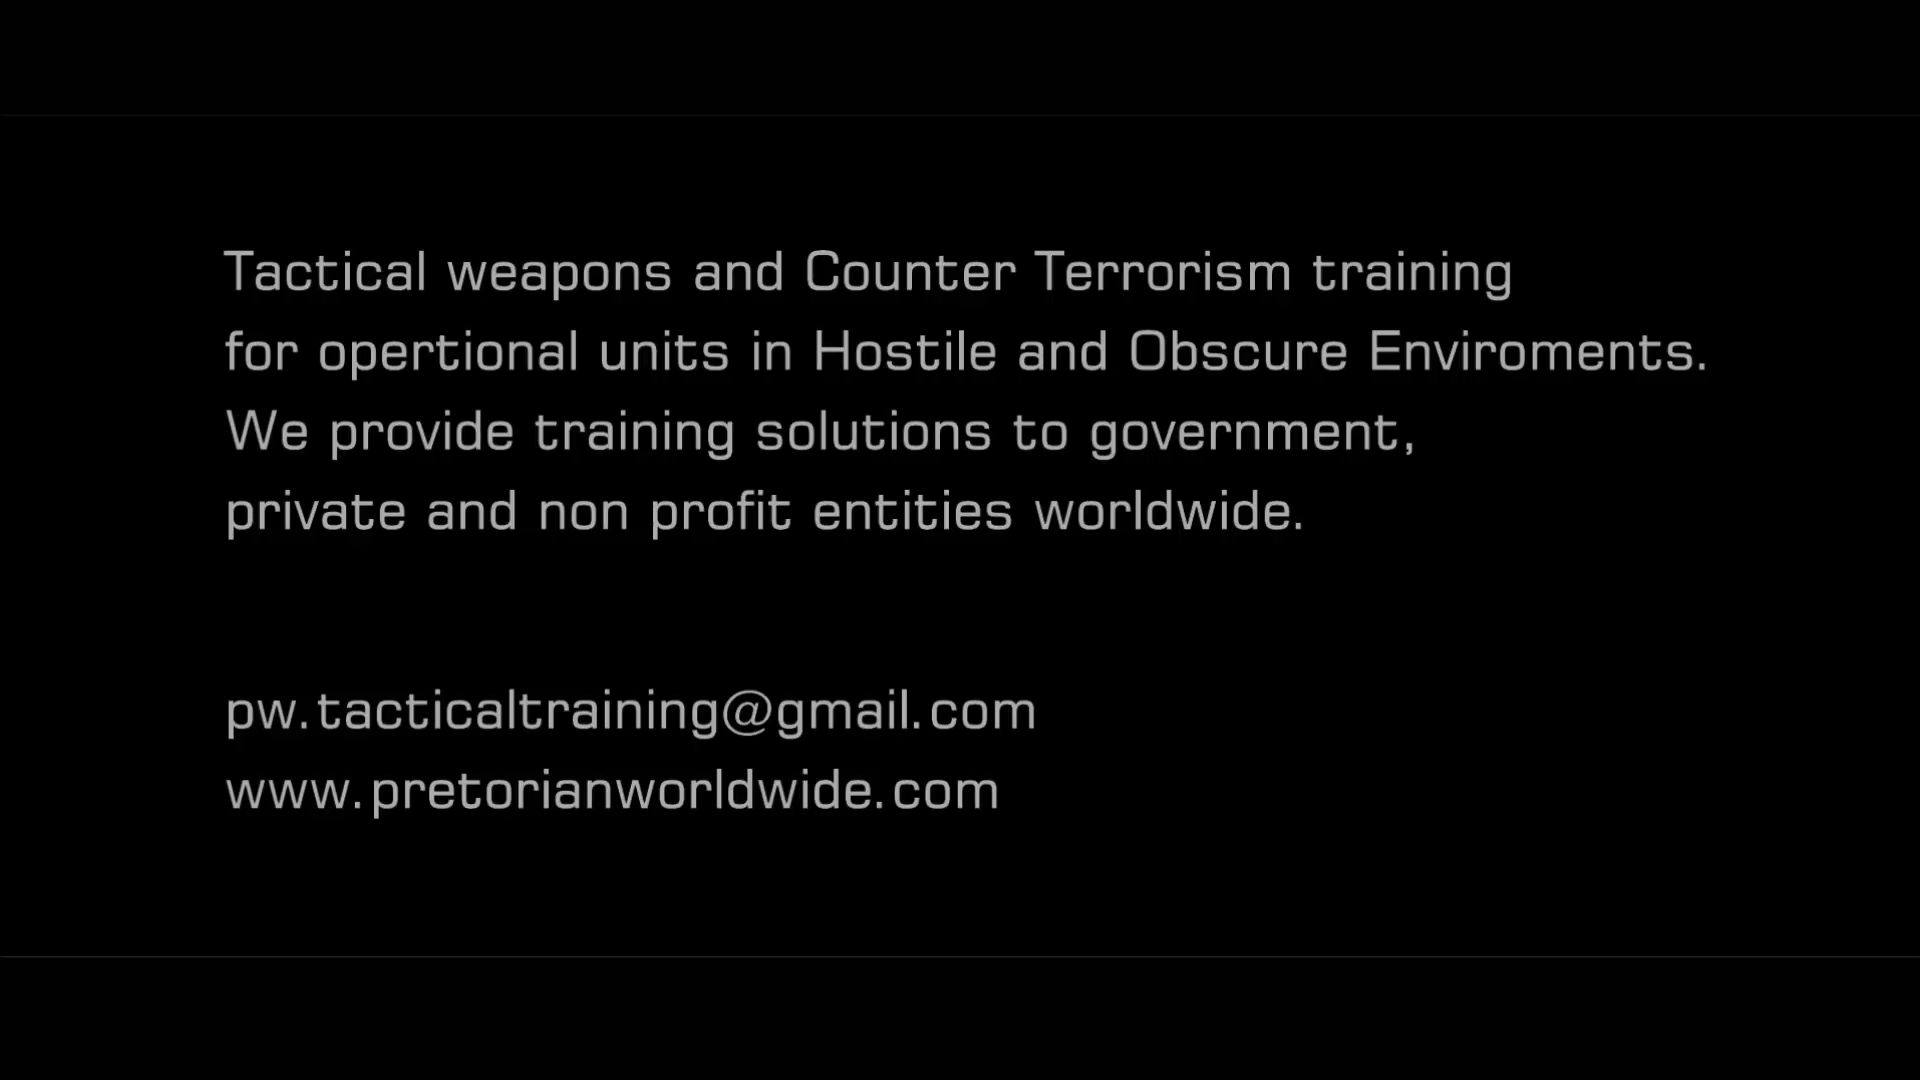 Tactical weapons and Counter Terrorism training
for opertional units in Hostile and Obscure Enviroments.
We provide training solutions to government,
private and non profit entities worldwide.
pw.tacticaltraining@gmail.com
www.pretorianworldwide.com